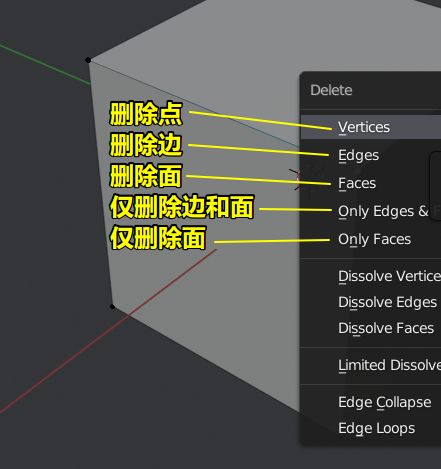 Delete
删除点
Vertices
删除边
Edges
删除面
Faces
仅删除边和面
Only Edges &
仅删除面
Only Faces
Dissolve Vertice
Dissolve Edges
Dissolve Faces
Limited Dissolve
Edge Collapse
Edge Loops